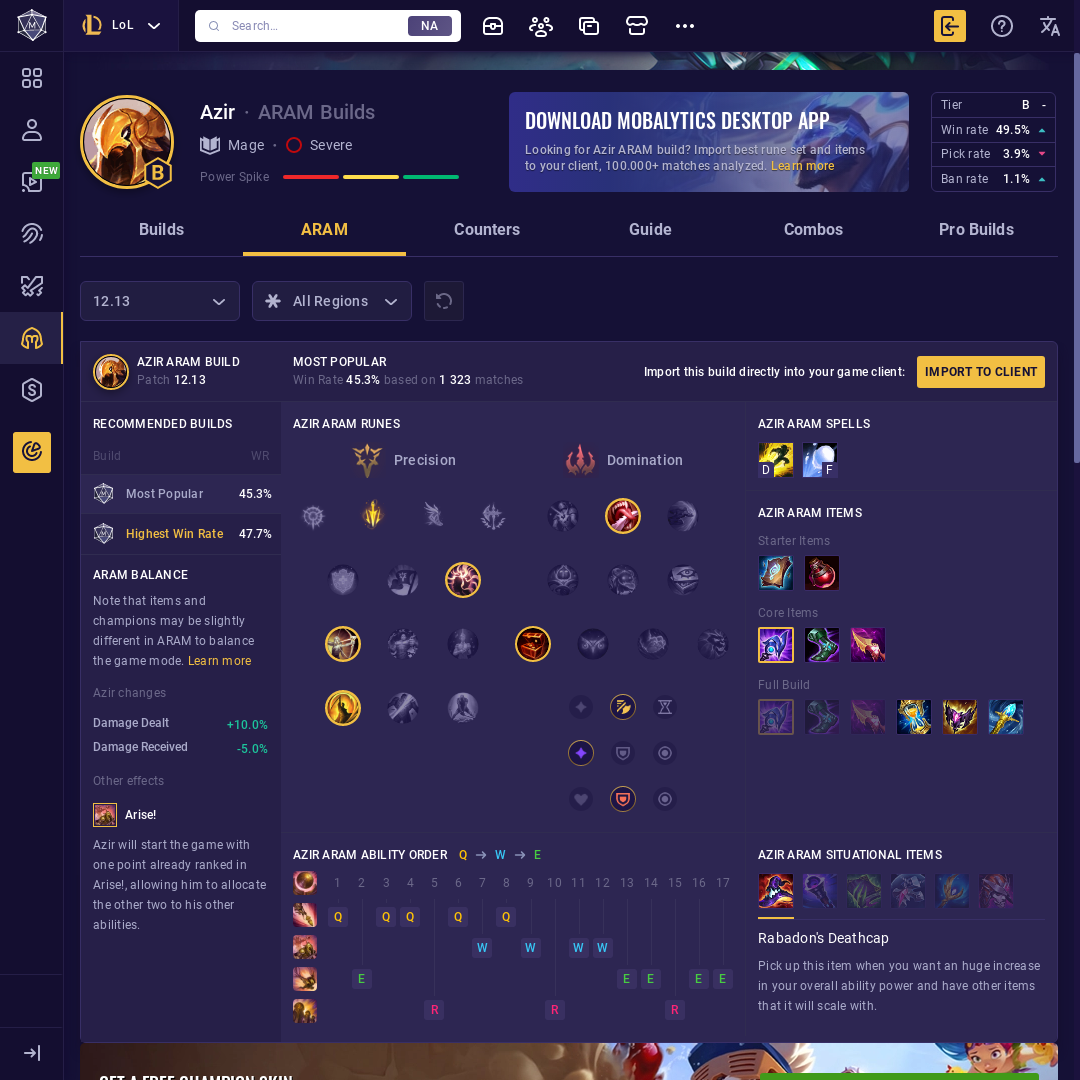 LoL
Search...
NA
NEW
Azir · ARAM Builds
Mage · Severe
Power Spike
B
DOWNLOAD MOBALYTICS DESKTOP APP
Looking for Azir ARAM build? Import best rune set and items
to your client, 100.000+ matches analyzed. Learn more
Tier B -
Win rate 49.5%
Pick rate 3.9%
Ban rate 1.1%
Builds
ARAM
Counters
Guide
Combos
Pro Builds
12.13
All Regions
AZIR ARAM BUILD
Patch 12.13
MOST POPULAR
Win Rate 45.3% based on 1 323 matches
Import this build directly into your game client:
IMPORT TO CLIENT
RECOMMENDED BUILDS
Build WR
Most Popular 45.3%
Highest Win Rate 47.7%
ARAM BALANCE
Note that items and
champions may be slightly
different in ARAM to balance
the game mode. Learn more
Azir changes
Damage Dealt +10.0%
Damage Received -5.0%
Other effects
Arise!
Azir will start the game with
one point already ranked in
Arise!, allowing him to allocate
the other two to his other
abilities.
AZIR ARAM RUNES
Precision
Domination
AZIR ARAM SPELLS
D
F
AZIR ARAM ITEMS
Starter Items
Core Items
Full Build
AZIR ARAM ABILITY ORDER Q → W → E
1 2 3 4 5 6 7 8 9 10 11 12 13 14 15 16 17
Q Q Q Q Q
W W W W
E E E E E
R R R
AZIR ARAM SITUATIONAL ITEMS
Rabadon's Deathcap
Pick up this item when you want an huge increase
in your overall ability power and have other items
that it will scale with.
GET A FREE CHAMPION SKIN